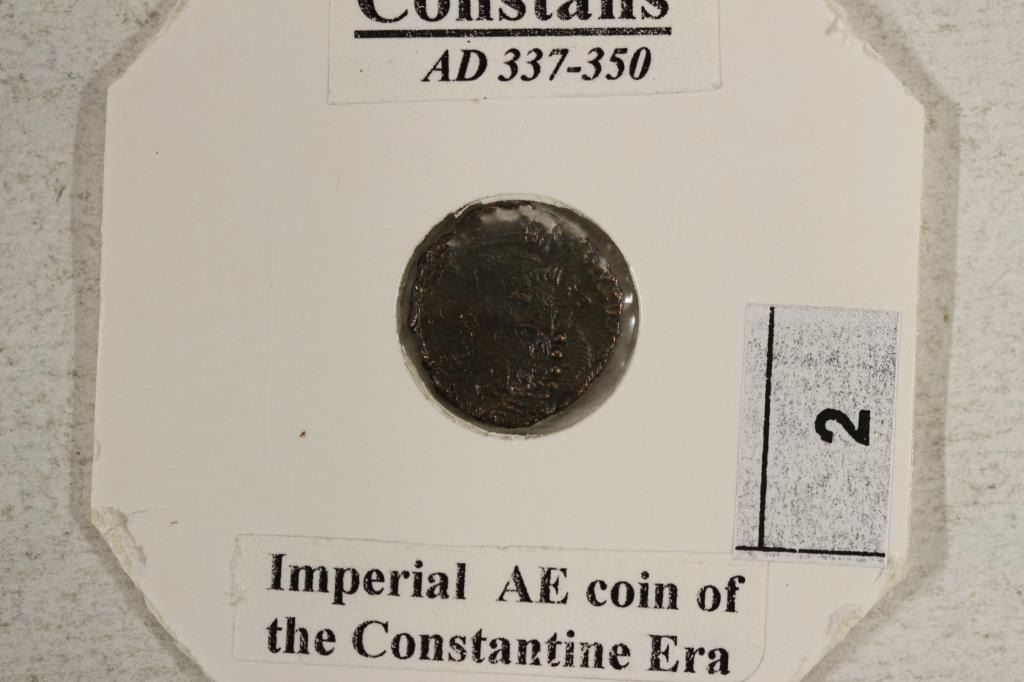 Constans
AD 337-350
2
Imperial AE coin of
the Constantine Era